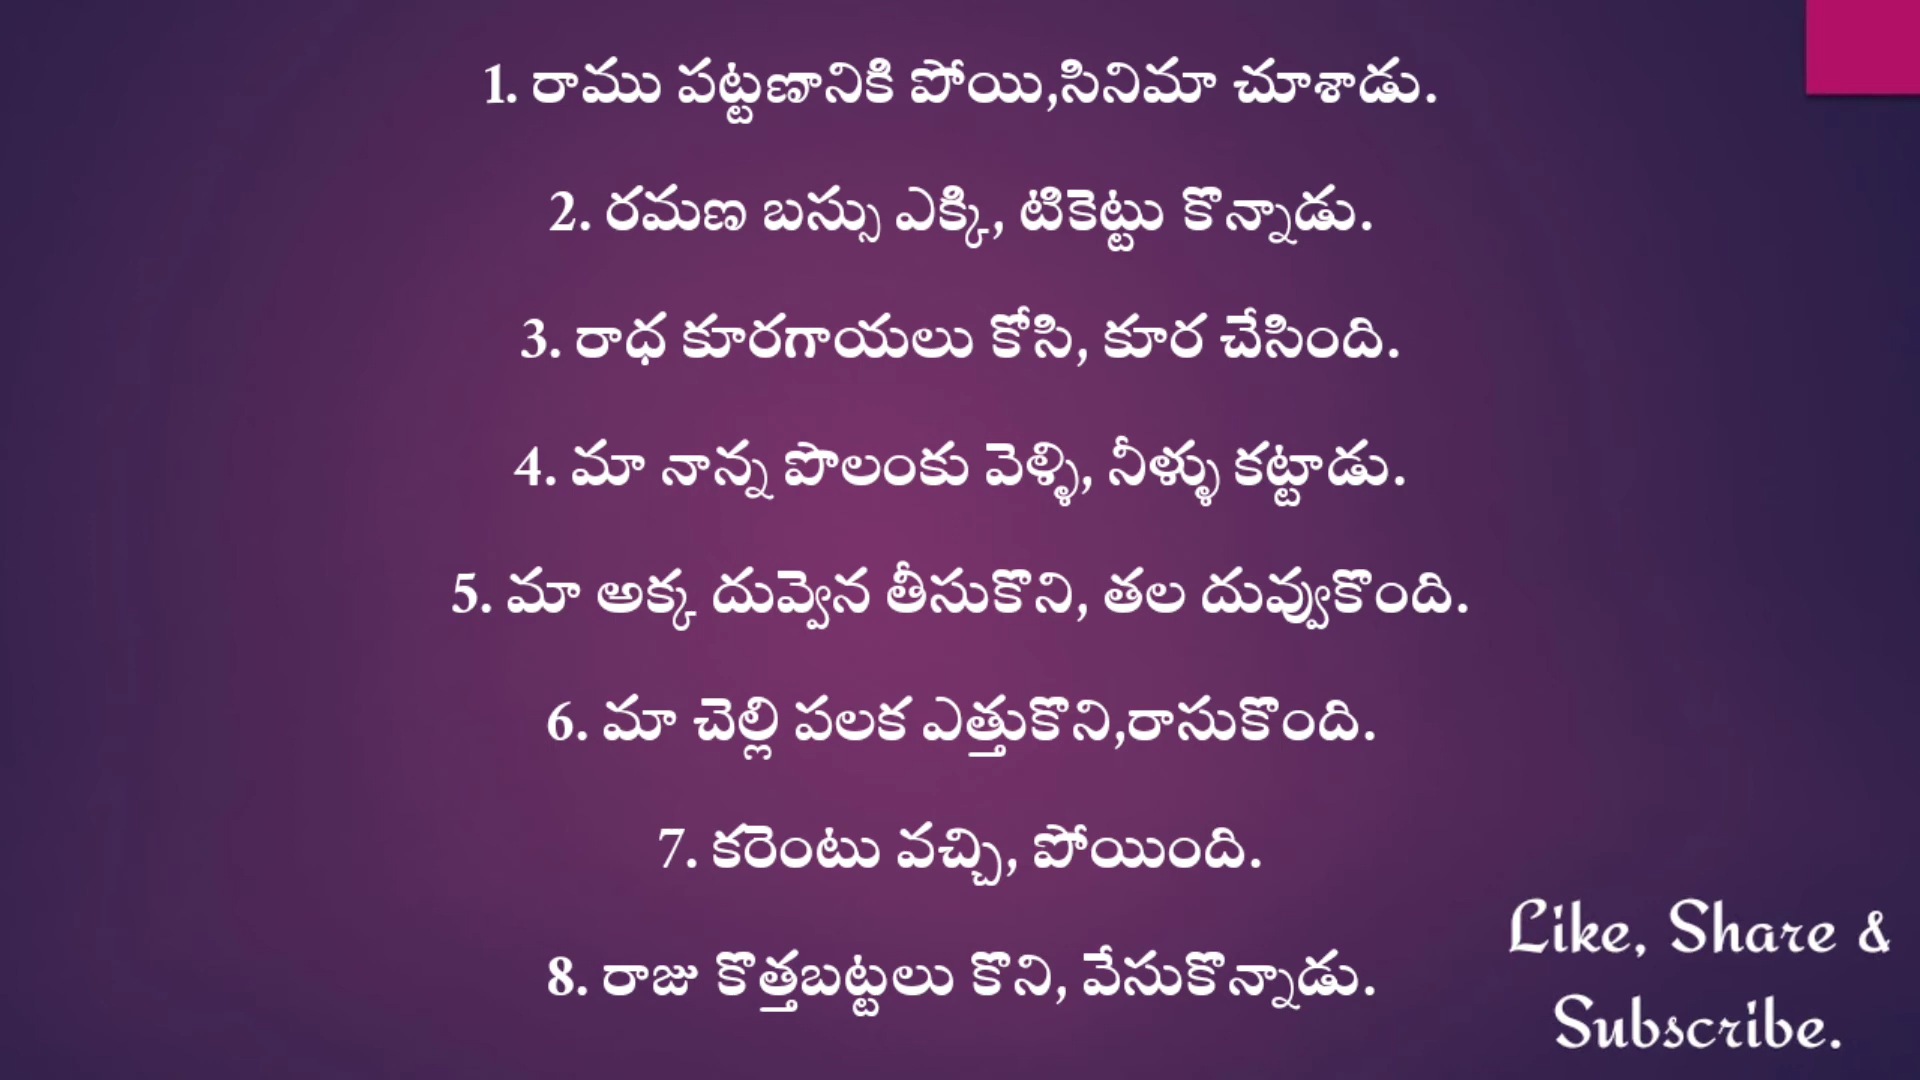 1. రాము పట్టణానికి పోయి,సినిమా చూశాడు.
2. రమణ బస్సు ఎక్కి, టికెట్టు కొన్నాడు.
3. రాధ కూరగాయలు కోసి, కూర చేసింది.
4. మా నాన్న పొలంకు వెళ్ళి, నీళ్ళు కట్టాడు.
5. మా అక్క దువ్వెన తీసుకొని, తల దువ్వుకొంది.
6. మా చెల్లి పలక ఎత్తుకొని,రాసుకొంది.
7. కరెంటు వచ్చి, పోయింది.
8. రాజు కొత్తబట్టలు కొని, వేసుకొన్నాడు.
Like, Share &
Subscribe.